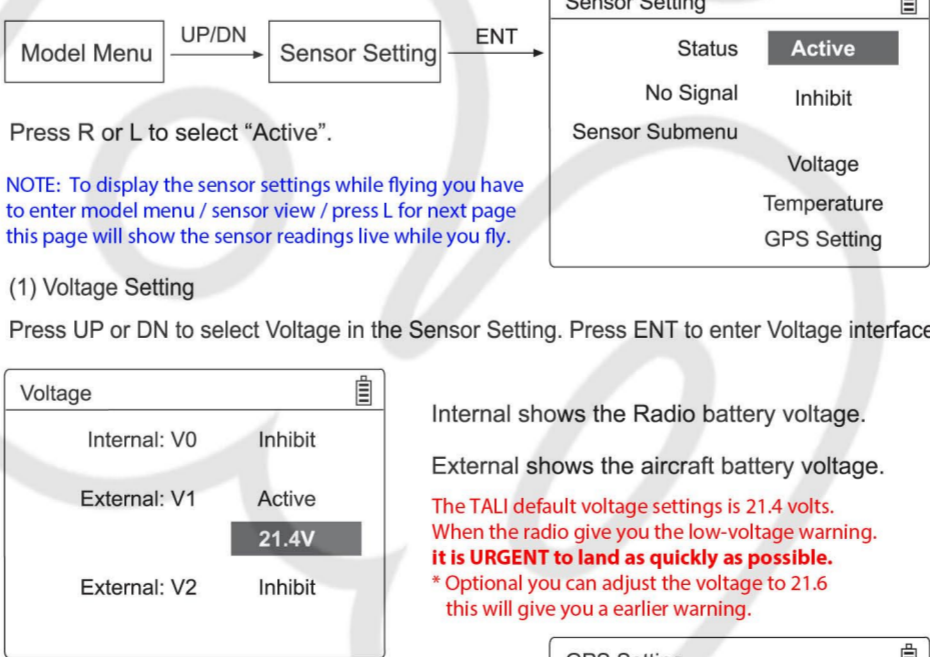 Sensor Setting
Model Menu
UP/DN
Sensor Setting
ENT
Status Active
No Signal Inhibit
Sensor Submenu
Voltage
Temperature
GPS Setting
Press R or L to select “Active”.
NOTE: To display the sensor settings while flying you have
to enter model menu / sensor view / press L for next page
this page will show the sensor readings live while you fly.
(1) Voltage Setting
Press UP or DN to select Voltage in the Sensor Setting. Press ENT to enter Voltage interface
Voltage
Internal: V0 Inhibit
External: V1 Active
21.4V
External: V2 Inhibit
Internal shows the Radio battery voltage.
External shows the aircraft battery voltage.
The TALI default voltage settings is 21.4 volts.
When the radio give you the low-voltage warning.
it is URGENT to land as quickly as possible.
* Optional you can adjust the voltage to 21.6
this will give you a earlier warning.
GPS Setting